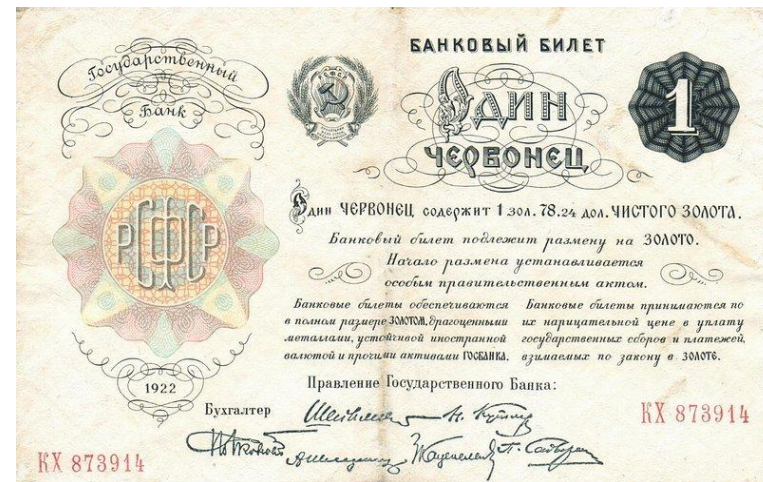 Государственный
Банк
РСФСР
1922
КХ 873914
БАНКОВЫЙ БИЛЕТ
ОДИН
ЧЕРВОНЕЦ
1
Один ЧЕРВОНЕЦ содержит 1 зол. 78.24 дол. ЧИСТОГО ЗОЛОТА.
Банковый билет подлежит размену на ЗОЛОТО.
Начало размена устанавливается
особым правительственным актом.
Банковые билеты обеспечиваются
в полном размере ЗОЛОТОМ, драгоценными
металлами, устойчивой иностранной
валютой и прочими активами ГОСБАНКА.
Банковые билеты принимаются по
их нарицательной цене в уплату
государственных сборов и платежей,
взимаемых по закону в ЗОЛОТЕ.
Правление Государственного Банка:
Бухгалтер
КХ 873914